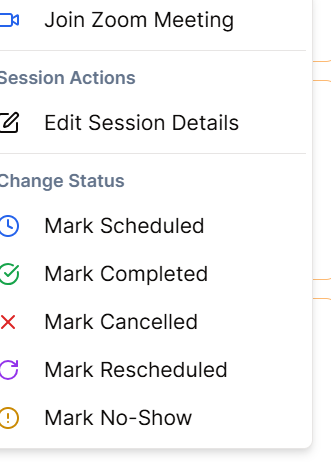 Join Zoom Meeting
Session Actions
Edit Session Details
Change Status
Mark Scheduled
Mark Completed
Mark Cancelled
Mark Rescheduled
Mark No-Show